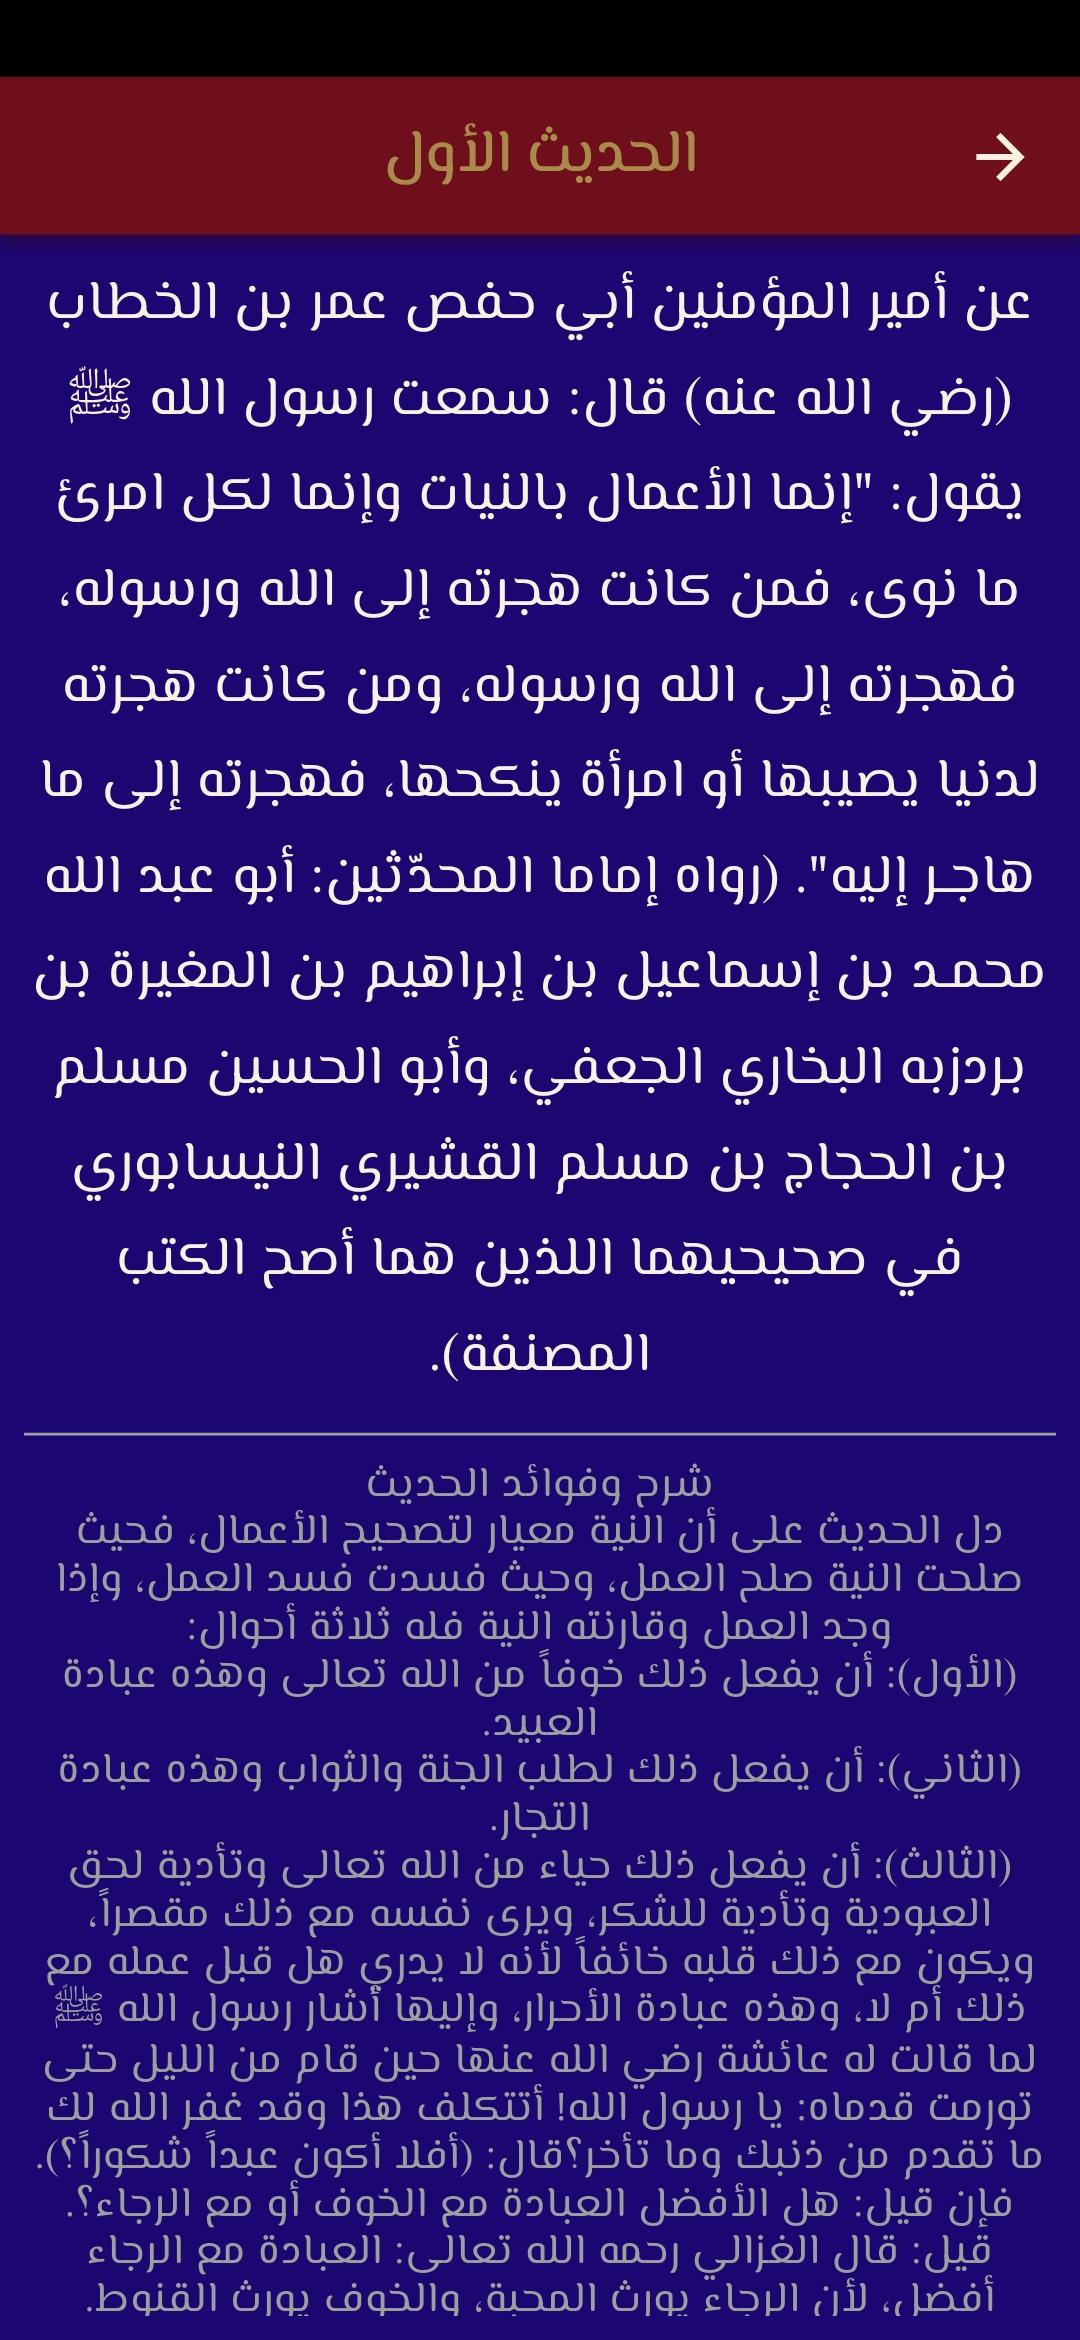 الحديث الأول
عن أمير المؤمنين أبي حفص عمر بن الخطاب
(رضي الله عنه) قال: سمعت رسول الله ﷺ
يقول: "إنما الأعمال بالنيات وإنما لكل امرئ
ما نوى، فمن كانت هجرته إلى الله ورسوله،
فهجرته إلى الله ورسوله، ومن كانت هجرته
لدنيا يصيبها أو امرأة ينكحها، فهجرته إلى ما
هاجر إليه". (رواه إماما المحدّثين: أبو عبد الله
محمد بن إسماعيل بن إبراهيم بن المغيرة بن
بردزبه البخاري الجعفي، وأبو الحسين مسلم
بن الحجاج بن مسلم القشيري النيسابوري
في صحيحيهما اللذين هما أصح الكتب
المصنفة).
شرح وفوائد الحديث
دل الحديث على أن النية معيار لتصحيح الأعمال، فحيث
صلحت النية صلح العمل، وحيث فسدت فسد العمل، وإذا
وجد العمل وقارنته النية فله ثلاثة أحوال:
(الأول): أن يفعل ذلك خوفاً من الله تعالى وهذه عبادة
العبيد.
(الثاني): أن يفعل ذلك لطلب الجنة والثواب وهذه عبادة
التجار.
(الثالث): أن يفعل ذلك حياء من الله تعالى وتأدية لحق
العبودية وتأدية للشكر، ويرى نفسه مع ذلك مقصراً،
ويكون مع ذلك قلبه خائفاً لأنه لا يدري هل قبل عمله مع
ذلك أم لا، وهذه عبادة الأحرار، وإليها أشار رسول الله ﷺ
لما قالت له عائشة رضي الله عنها حين قام من الليل حتى
تورمت قدماه: يا رسول الله! أتتكلف هذا وقد غفر الله لك
ما تقدم من ذنبك وما تأخر؟قال: (أفلا أكون عبداً شكوراً؟).
فإن قيل: هل الأفضل العبادة مع الخوف أو مع الرجاء؟.
قيل: قال الغزالي رحمه الله تعالى: العبادة مع الرجاء
أفضل، لأن الرجاء يورث المحبة، والخوف يورث القنوط.